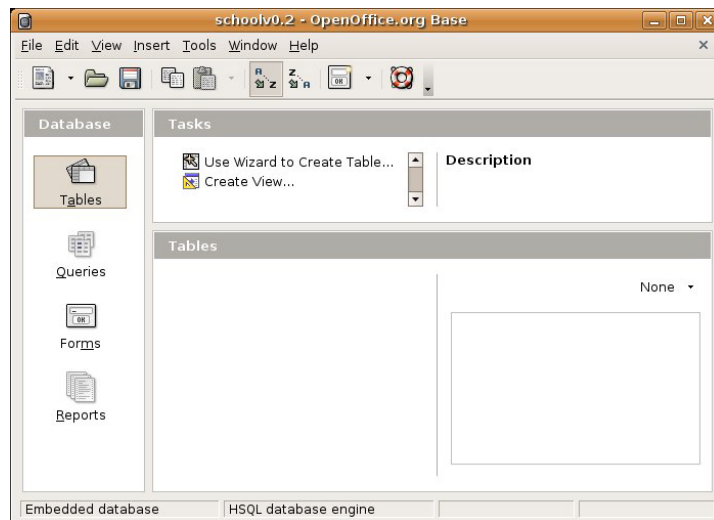 schoolv0.2 - OpenOffice.org Base
File Edit View Insert Tools Window Help
Database
Tasks
Use Wizard to Create Table...
Create View...
Description
Tables
Queries
Forms
Reports
Tables
None
Embedded database
HSQL database engine